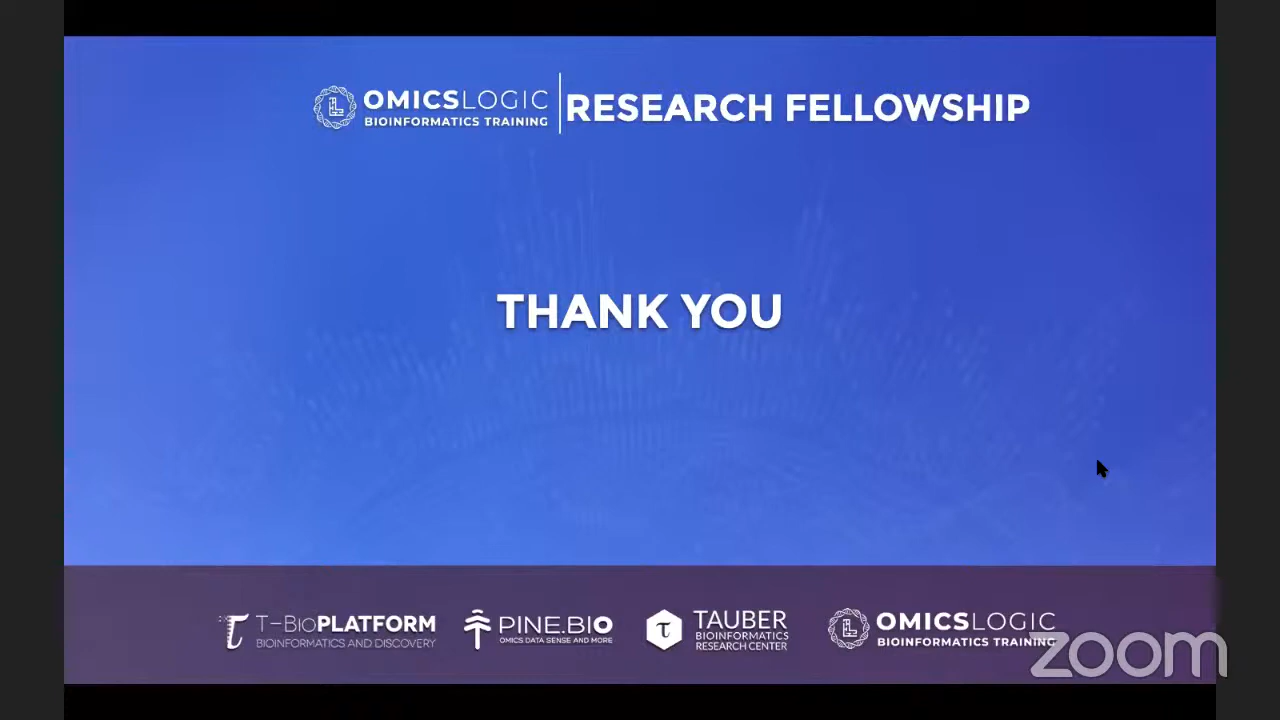 OMICSLOGIC
BIOINFORMATICS TRAINING
RESEARCH FELLOWSHIP
THANK YOU
T-BioPLATFORM
BIOINFORMATICS AND DISCOVERY
PINE.BIO
OMICS DATA SENSE AND MORE
TAUBER
BIOINFORMATICS
RESEARCH CENTER
OMICSLOGIC
BIOINFORMATICS TRAINING
zoom